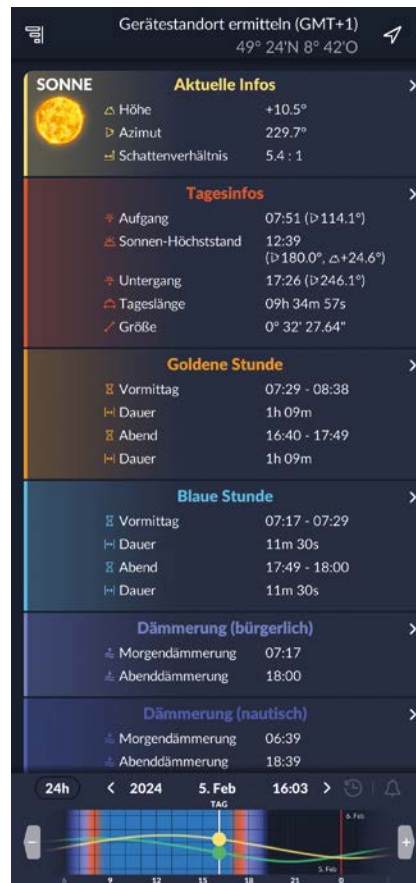 Gerätestandort ermitteln (GMT+1)
49° 24'N 8° 42'O
SONNE
Aktuelle Infos
Höhe +10.5°
Azimut 229.7°
Schattenverhältnis 5.4 : 1
Tagesinfos
Aufgang 07:51 (114.1°)
Sonnen-Höchststand 12:39
(180.0°, +24.6°)
Untergang 17:26 (246.1°)
Tageslänge 09h 34m 57s
Größe 0° 32' 27.64"
Goldene Stunde
Vormittag 07:29 - 08:38
Dauer 1h 09m
Abend 16:40 - 17:49
Dauer 1h 09m
Blaue Stunde
Vormittag 07:17 - 07:29
Dauer 11m 30s
Abend 17:49 - 18:00
Dauer 11m 30s
Dämmerung (bürgerlich)
Morgendämmerung 07:17
Abenddämmerung 18:00
Dämmerung (nautisch)
Morgendämmerung 06:39
Abenddämmerung 18:39
24h < 2024 5. Feb 16:03 >
TAG
6. Feb
5. Feb
6 9 12 15 18 21 0